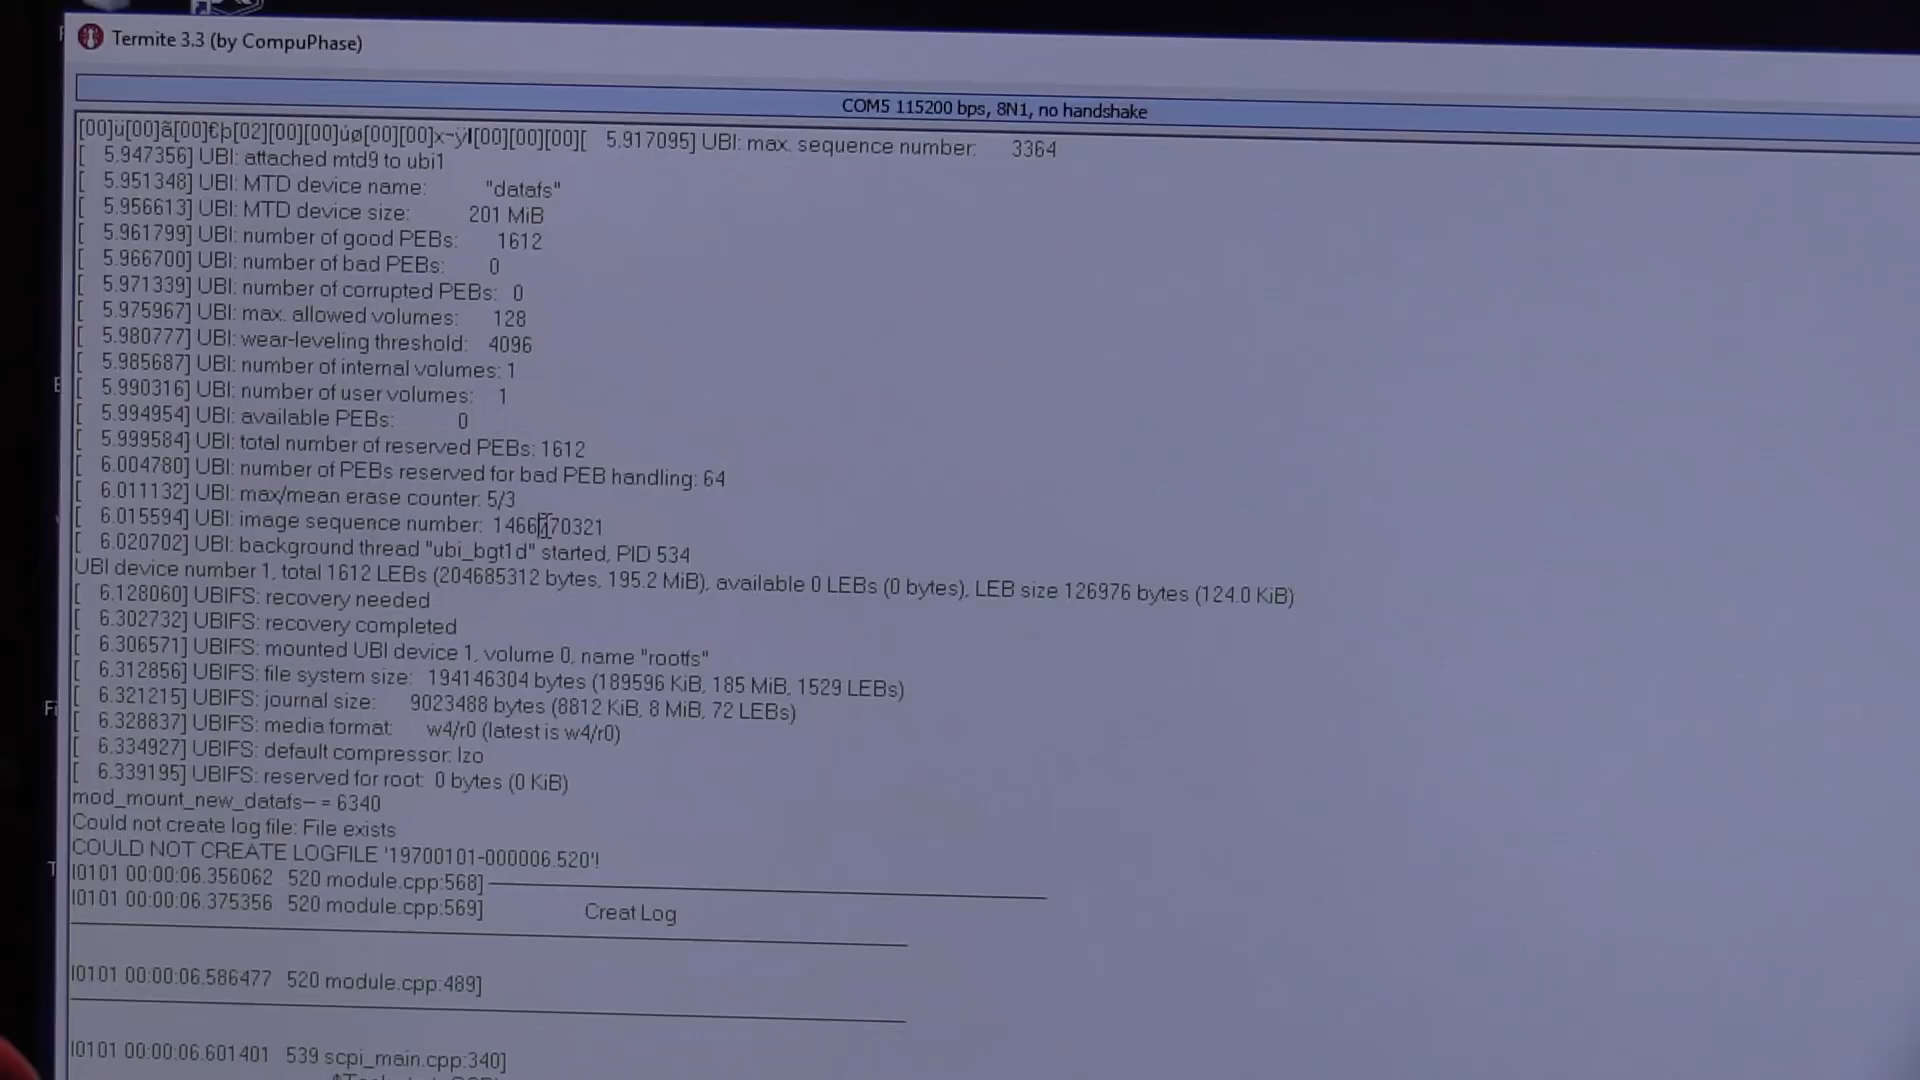 Termite 3.3 (by CompuPhase)
COM5 115200 bps, 8N1, no handshake
[00]ü[00]ã[00]€þ[02][00][00]úø[00][00]x¬ÿI[00][00][00][ 5.917095] UBI: max. sequence number: 3364
[ 5.947356] UBI: attached mtd9 to ubi1
[ 5.951348] UBI: MTD device name: "datafs"
[ 5.956613] UBI: MTD device size: 201 MiB
[ 5.961799] UBI: number of good PEBs: 1612
[ 5.966700] UBI: number of bad PEBs: 0
[ 5.971339] UBI: number of corrupted PEBs: 0
[ 5.975967] UBI: max. allowed volumes: 128
[ 5.980777] UBI: wear-leveling threshold: 4096
[ 5.985687] UBI: number of internal volumes: 1
[ 5.990316] UBI: number of user volumes: 1
[ 5.994954] UBI: available PEBs: 0
[ 5.999584] UBI: total number of reserved PEBs: 1612
[ 6.004780] UBI: number of PEBs reserved for bad PEB handling: 64
[ 6.011132] UBI: max/mean erase counter: 5/3
[ 6.015594] UBI: image sequence number:
[ 6.020702] UBI: background thread "ubi_bgt1d" started, PID 534
UBI device number 1, total 1612 LEBs (204685312 bytes, 195.2 MiB), available 0 LEBs (0 bytes), LEB size 126976 bytes (124.0 KiB)
[ 6.128060] UBIFS: recovery needed
[ 6.302732] UBIFS: recovery completed
[ 6.306571] UBIFS: mounted UBI device 1, volume 0, name "rootfs"
[ 6.312856] UBIFS: file system size: 194146304 bytes (189596 KiB, 185 MiB, 1529 LEBs)
[ 6.321215] UBIFS: journal size: 9023488 bytes (8812 KiB, 8 MiB, 72 LEBs)
[ 6.328837] UBIFS: media format: w4/r0 (latest is w4/r0)
[ 6.334927] UBIFS: default compressor: lzo
[ 6.339195] UBIFS: reserved for root: 0 bytes (0 KiB)
mod_mount_new_datafs-- = 6340
Could not create log file: File exists
COULD NOT CREATE LOGFILE '19700101-000006.520'!
I0101 00:00:06.356062 520 module.cpp:568]
I0101 00:00:06.375356 520 module.cpp:569] Creat Log
I0101 00:00:06.586477 520 module.cpp:489]
I0101 00:00:06.601401 539 scpi_main.cpp:340]